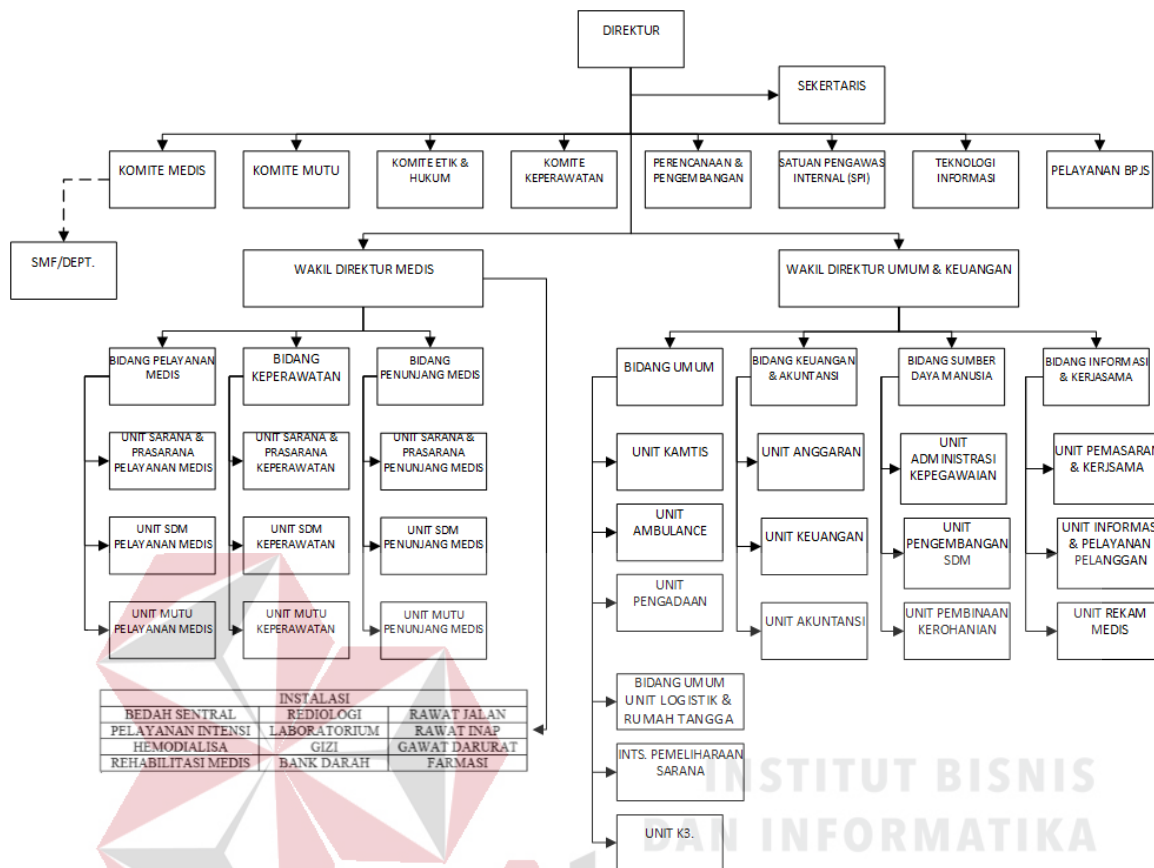 DIREKTUR
SEKERTARIS
KOMITE MEDIS
KOMITE MUTU
KOMITE ETIK &
HUKUM
KOMITE
KEPERAWATAN
PERENCANAAN &
PENGEMBANGAN
SATUAN PENGAWAS
INTERNAL (SPI)
TEKNOLOGI
INFORMASI
PELAYANAN BPJS
SMF/DEPT.
WAKIL DIREKTUR MEDIS
WAKIL DIREKTUR UMUM & KEUANGAN
BIDANG PELAYANAN
MEDIS
BIDANG
KEPERAWATAN
BIDANG
PENUNJANG MEDIS
BIDANG UMUM
BIDANG KEUANGAN
& AKUNTANSI
BIDANG SUMBER
DAYA MANUSIA
BIDANG INFORMASI
& KERJASAMA
UNIT SARANA &
PRASARANA
PELAYANAN MEDIS
UNIT SARANA &
PRASARANA
KEPERAWATAN
UNIT SARANA &
PRASARANA
PENUNJANG MEDIS
UNIT KAMTIS
UNIT ANGGARAN
UNIT
ADMINISTRASI
KEPEGAWAIAN
UNIT PEMASARAN
& KERJSAMA
UNIT SDM
PELAYANAN MEDIS
UNIT SDM
KEPERAWATAN
UNIT SDM
PENUNJANG MEDIS
UNIT
AMBULANCE
UNIT KEUANGAN
UNIT
PENGEMBANGAN
SDM
UNIT INFORMASI
& PELAYANAN
PELANGGAN
UNIT MUTU
PELAYANAN MEDIS
UNIT MUTU
KEPERAWATAN
UNIT MUTU
PENUNJANG MEDIS
UNIT
PENGADAAN
UNIT AKUNTANSI
UNIT PEMBINAAN
KEROHANIAN
UNIT REKAM
MEDIS
INSTALASI
BEDAH SENTRAL REDIOLOGI RAWAT JALAN
PELAYANAN INTENSI LABORATORIUM RAWAT INAP
HEMODIALISA GIZI GAWAT DARURAT
REHABILITASI MEDIS BANK DARAH FARMASI
BIDANG UMUM
UNIT LOGISTIK &
RUMAH TANGGA
INTS. PEMELIHARAAN
SARANA
UNIT K3.
INSTITUT BISNIS
DAN INFORMATIKA